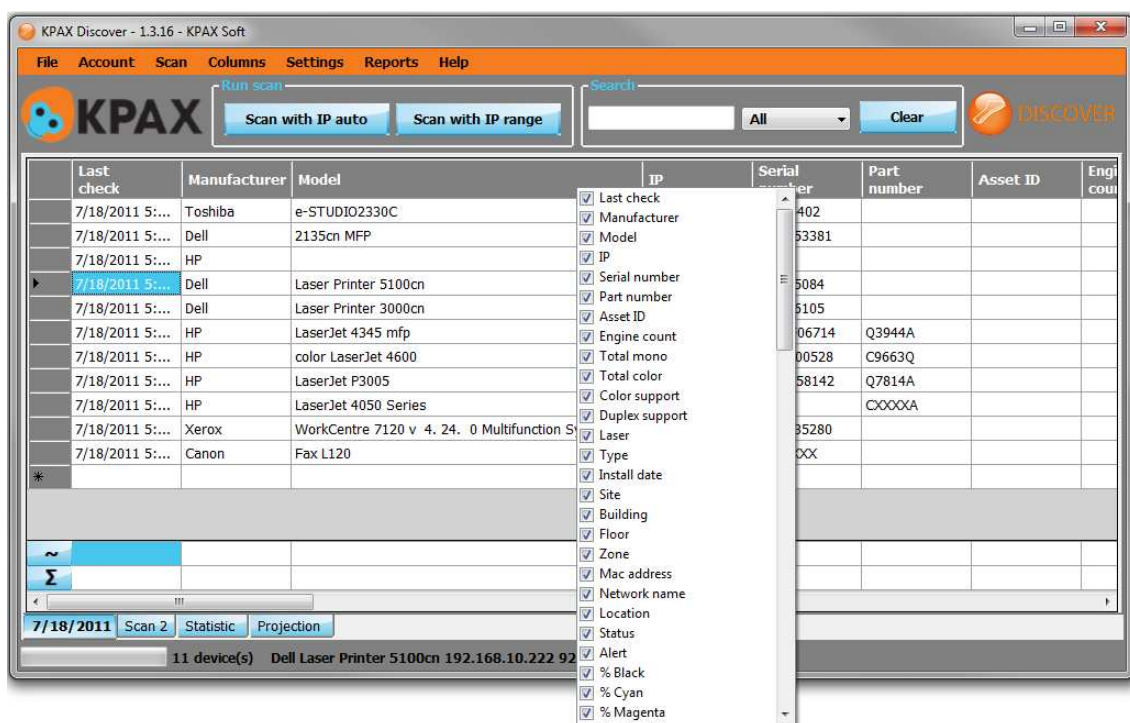 KPAX Discover - 1.3.16 - KPAX Soft
File Account Scan Columns Settings Reports Help
KPAX
Run scan
Scan with IP auto Scan with IP range
Search
All Clear
DISCOVER
Last check Manufacturer Model IP Serial Part number Asset ID
7/18/2011 5:... Toshiba e-STUDIO2330C 402
7/18/2011 5:... Dell 2135cn MFP 53381
7/18/2011 5:... HP
7/18/2011 5:... Dell Laser Printer 5100cn 5084
7/18/2011 5:... Dell Laser Printer 3000cn 5105
7/18/2011 5:... HP LaserJet 4345 mfp 06714 Q3944A
7/18/2011 5:... HP color LaserJet 4600 00528 C9663Q
7/18/2011 5:... HP LaserJet P3005 58142 Q7814A
7/18/2011 5:... HP LaserJet 4050 Series CXXXXA
7/18/2011 5:... Xerox WorkCentre 7120 v 4. 24. 0 Multifunction 35280
7/18/2011 5:... Canon Fax L120
Last check
Manufacturer
Model
IP
Serial number
Part number
Asset ID
Engine count
Total mono
Total color
Color support
Duplex support
Laser
Type
Install date
Site
Building
Floor
Zone
Mac address
Network name
Location
Status
Alert
% Black
% Cyan
% Magenta
~
Σ
7/18/2011 Scan 2 Statistic Projection
11 device(s) Dell Laser Printer 5100cn 192.168.10.222 92